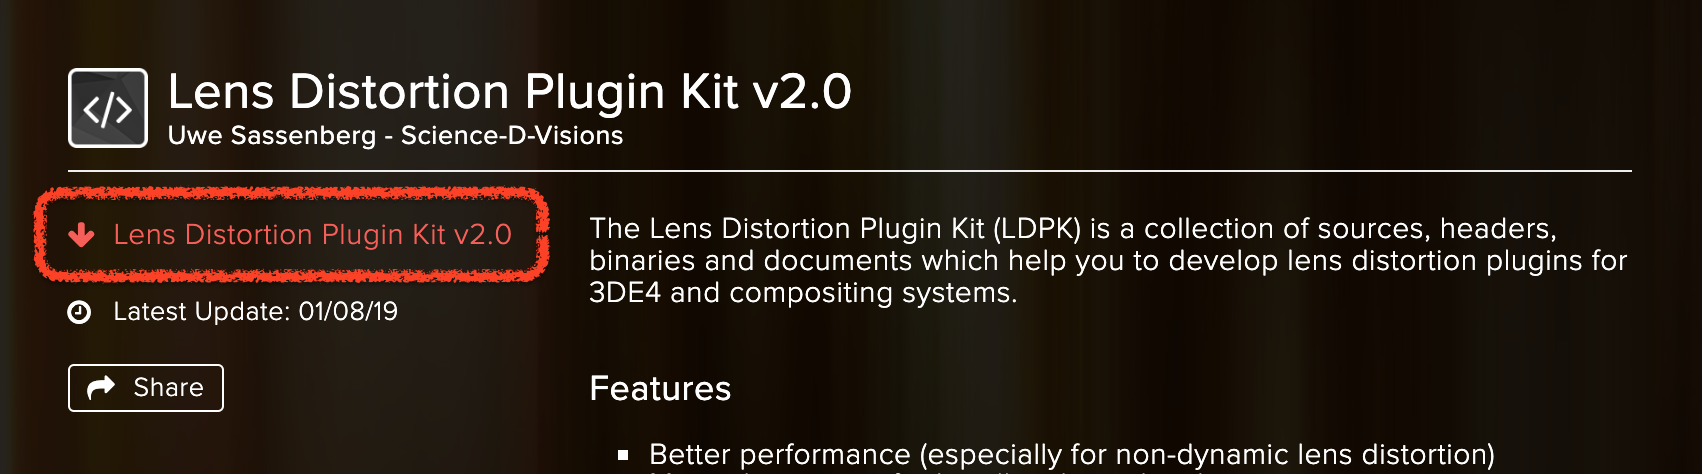 </>
Lens Distortion Plugin Kit v2.0
Uwe Sassenberg - Science-D-Visions
Lens Distortion Plugin Kit v2.0
Latest Update: 01/08/19
Share
The Lens Distortion Plugin Kit (LDPK) is a collection of sources, headers,
binaries and documents which help you to develop lens distortion plugins for
3DE4 and compositing systems.
Features
Better performance (especially for non-dynamic lens distortion)